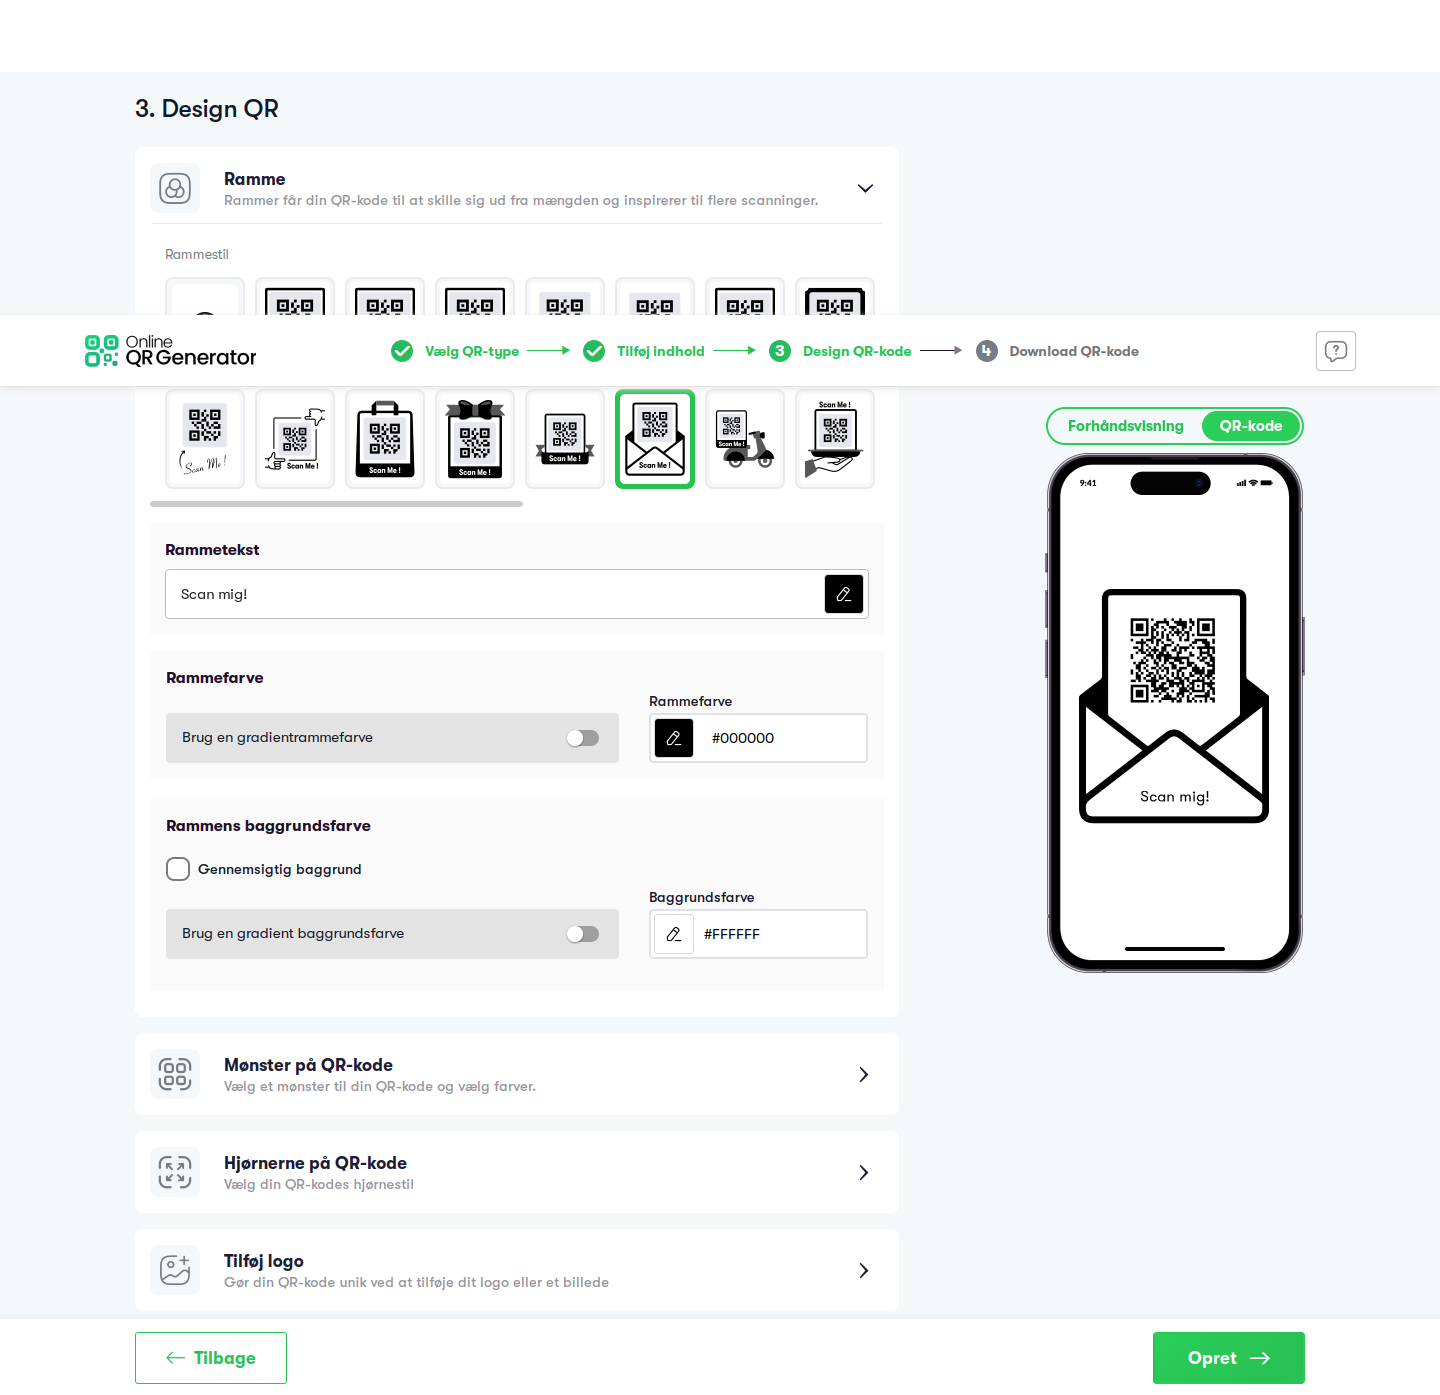 3. Design QR
Ramme
Rammer får din QR-kode til at skille sig ud fra mængden og inspirerer til flere scanninger.
Rammestil
Online
QR Generator
Vælg QR-type
Tilføj indhold
3 Design QR-kode
4 Download QR-kode
Scan Me !
Scan Me !
Scan Me !
Scan Me !
Scan Me !
Scan Me !
Scan Me !
Scan Me !
Forhåndsvisning
QR-kode
9:41
Rammetekst
Scan mig!
Rammefarve
Rammefarve
Brug en gradientrammefarve
#000000
Scan mig!
Rammens baggrundsfarve
Gennemsigtig baggrund
Baggrundsfarve
Brug en gradient baggrundsfarve
#FFFFFF
Mønster på QR-kode
Vælg et mønster til din QR-kode og vælg farver.
Hjørnerne på QR-kode
Vælg din QR-kodes hjørnestil
Tilføj logo
Gør din QR-kode unik ved at tilføje dit logo eller et billede
Tilbage
Opret